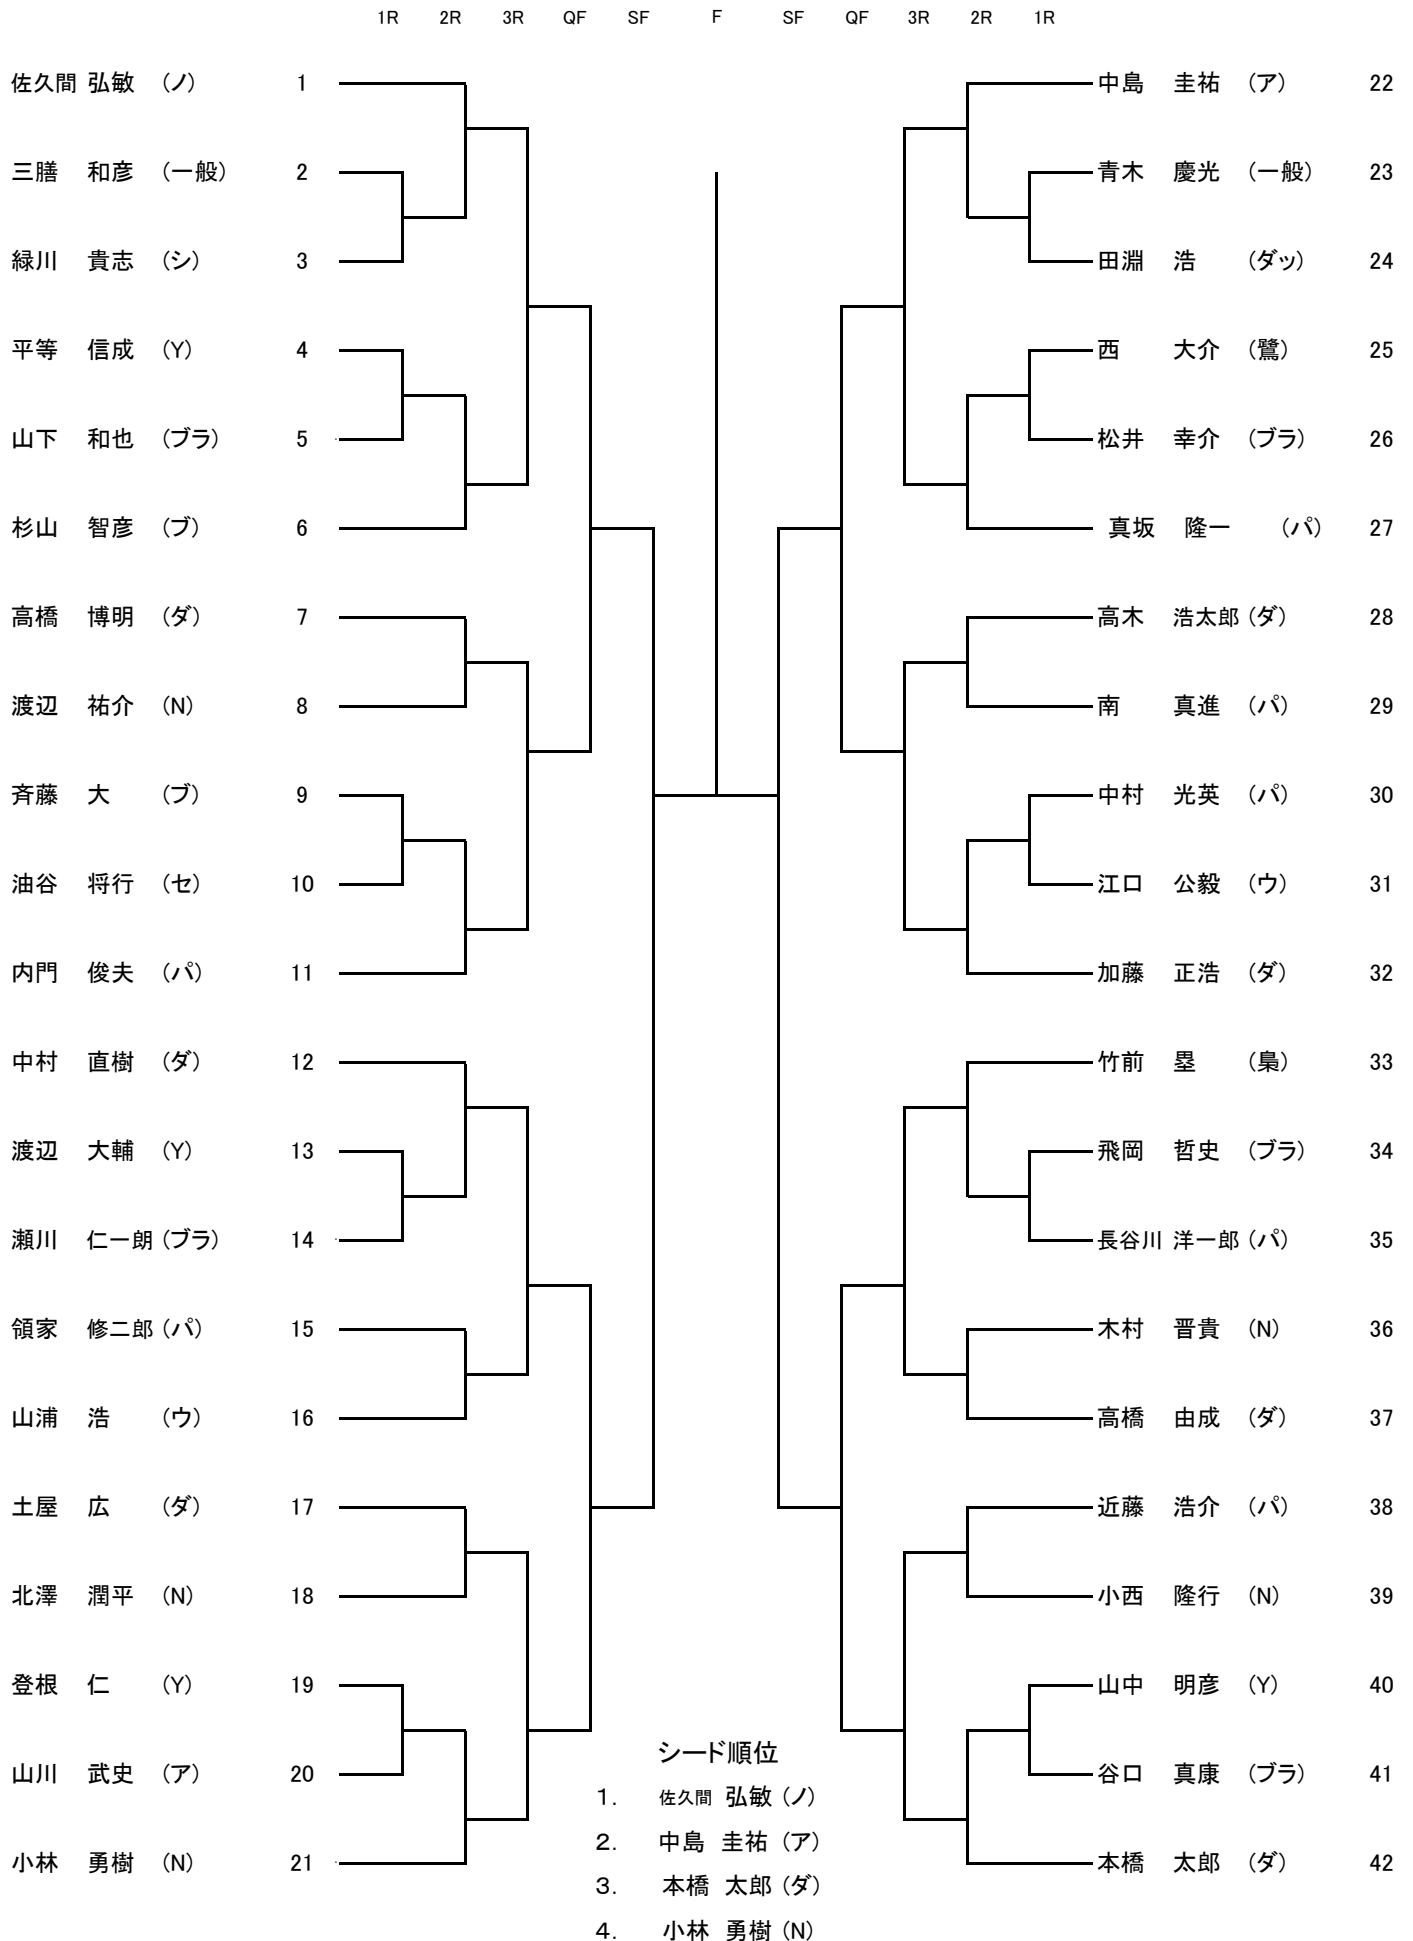 1R 2R 3R QF SF F SF QF 3R 2R 1R
佐久間 弘敏 (ノ) 1 中島 圭祐 (ア) 22
三膳 和彦 (一般) 2 青木 慶光 (一般) 23
緑川 貴志 (シ) 3 田淵 浩 (ダッ) 24
平等 信成 (Y) 4 西 大介 (鷺) 25
山下 和也 (ブラ) 5 松井 幸介 (ブラ) 26
杉山 智彦 (ブ) 6 真坂 隆一 (パ) 27
高橋 博明 (ダ) 7 高木 浩太郎 (ダ) 28
渡辺 祐介 (N) 8 南 真進 (パ) 29
斉藤 大 (ブ) 9 中村 光英 (パ) 30
油谷 将行 (セ) 10 江口 公毅 (ウ) 31
内門 俊夫 (パ) 11 加藤 正浩 (ダ) 32
中村 直樹 (ダ) 12 竹前 塁 (梟) 33
渡辺 大輔 (Y) 13 飛岡 哲史 (ブラ) 34
瀬川 仁一朗 (ブラ) 14 長谷川 洋一郎 (パ) 35
領家 修二郎 (パ) 15 木村 晋貴 (N) 36
山浦 浩 (ウ) 16 高橋 由成 (ダ) 37
土屋 広 (ダ) 17 近藤 浩介 (パ) 38
北澤 潤平 (N) 18 小西 隆行 (N) 39
登根 仁 (Y) 19 山中 明彦 (Y) 40
山川 武史 (ア) 20 谷口 真康 (ブラ) 41
小林 勇樹 (N) 21 本橋 太郎 (ダ) 42
シード順位
1. 佐久間 弘敏 (ノ)
2. 中島 圭祐 (ア)
3. 本橋 太郎 (ダ)
4. 小林 勇樹 (N)